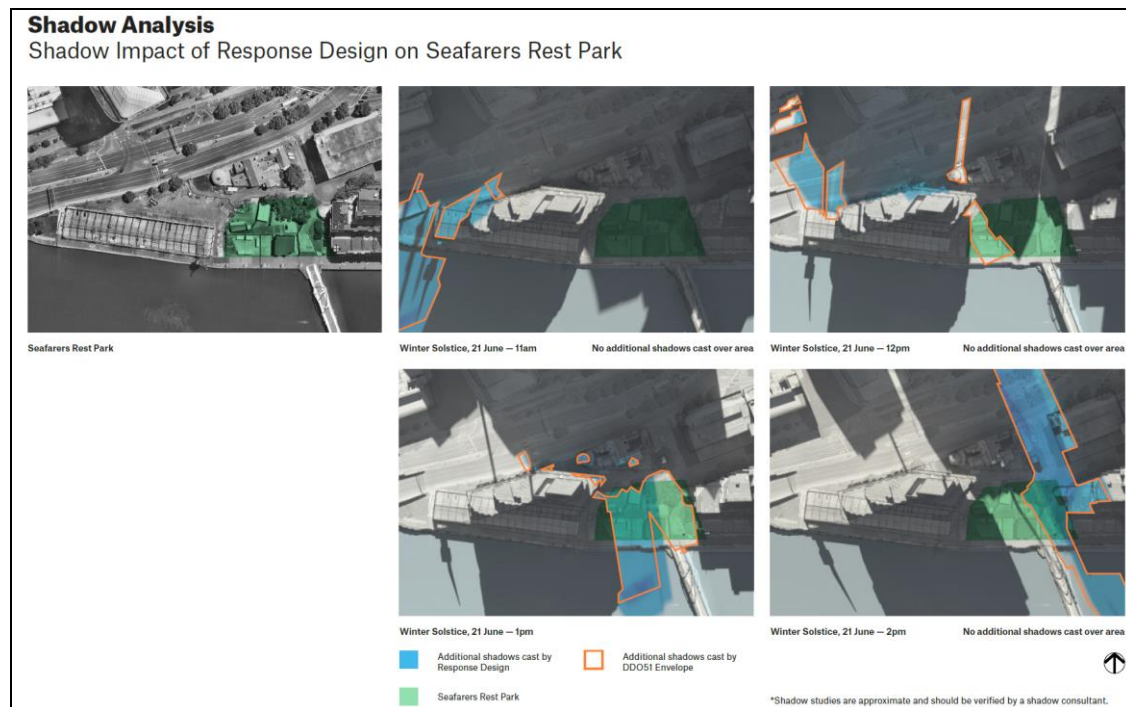 Shadow Analysis
Shadow Impact of Response Design on Seafarers Rest Park
Seafarers Rest Park
Winter Solstice, 21 June — 11am
No additional shadows cast over area
Winter Solstice, 21 June — 12pm
No additional shadows cast over area
Winter Solstice, 21 June — 1pm
Winter Solstice, 21 June — 2pm
No additional shadows cast over area
Additional shadows cast by
Response Design
Additional shadows cast by
DDO51 Envelope
Seafarers Rest Park
*Shadow studies are approximate and should be verified by a shadow consultant.